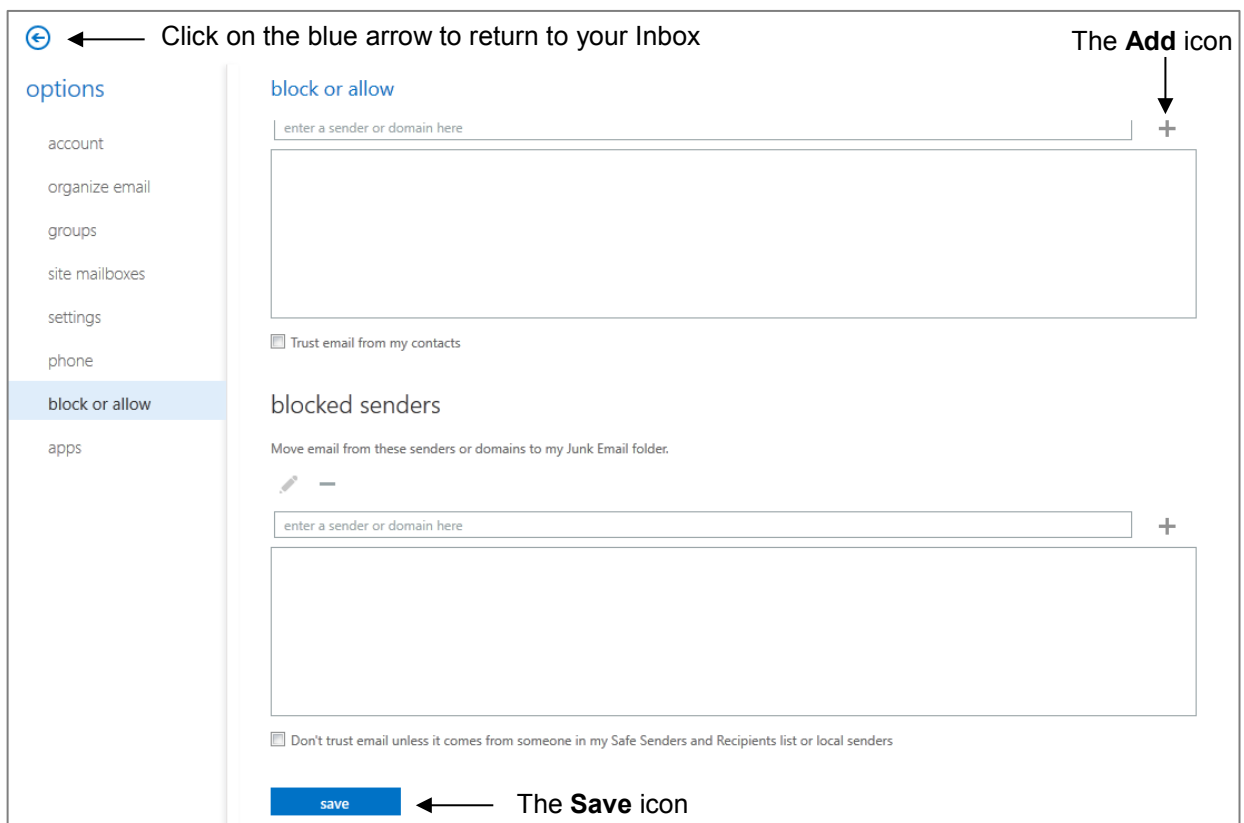 Click on the blue arrow to return to your Inbox
The Add icon
options
block or allow
enter a sender or domain here
account
organize email
groups
site mailboxes
settings
phone
block or allow
apps
Trust email from my contacts
blocked senders
Move email from these senders or domains to my Junk Email folder.
enter a sender or domain here
Don't trust email unless it comes from someone in my Safe Senders and Recipients list or local senders
save
The Save icon